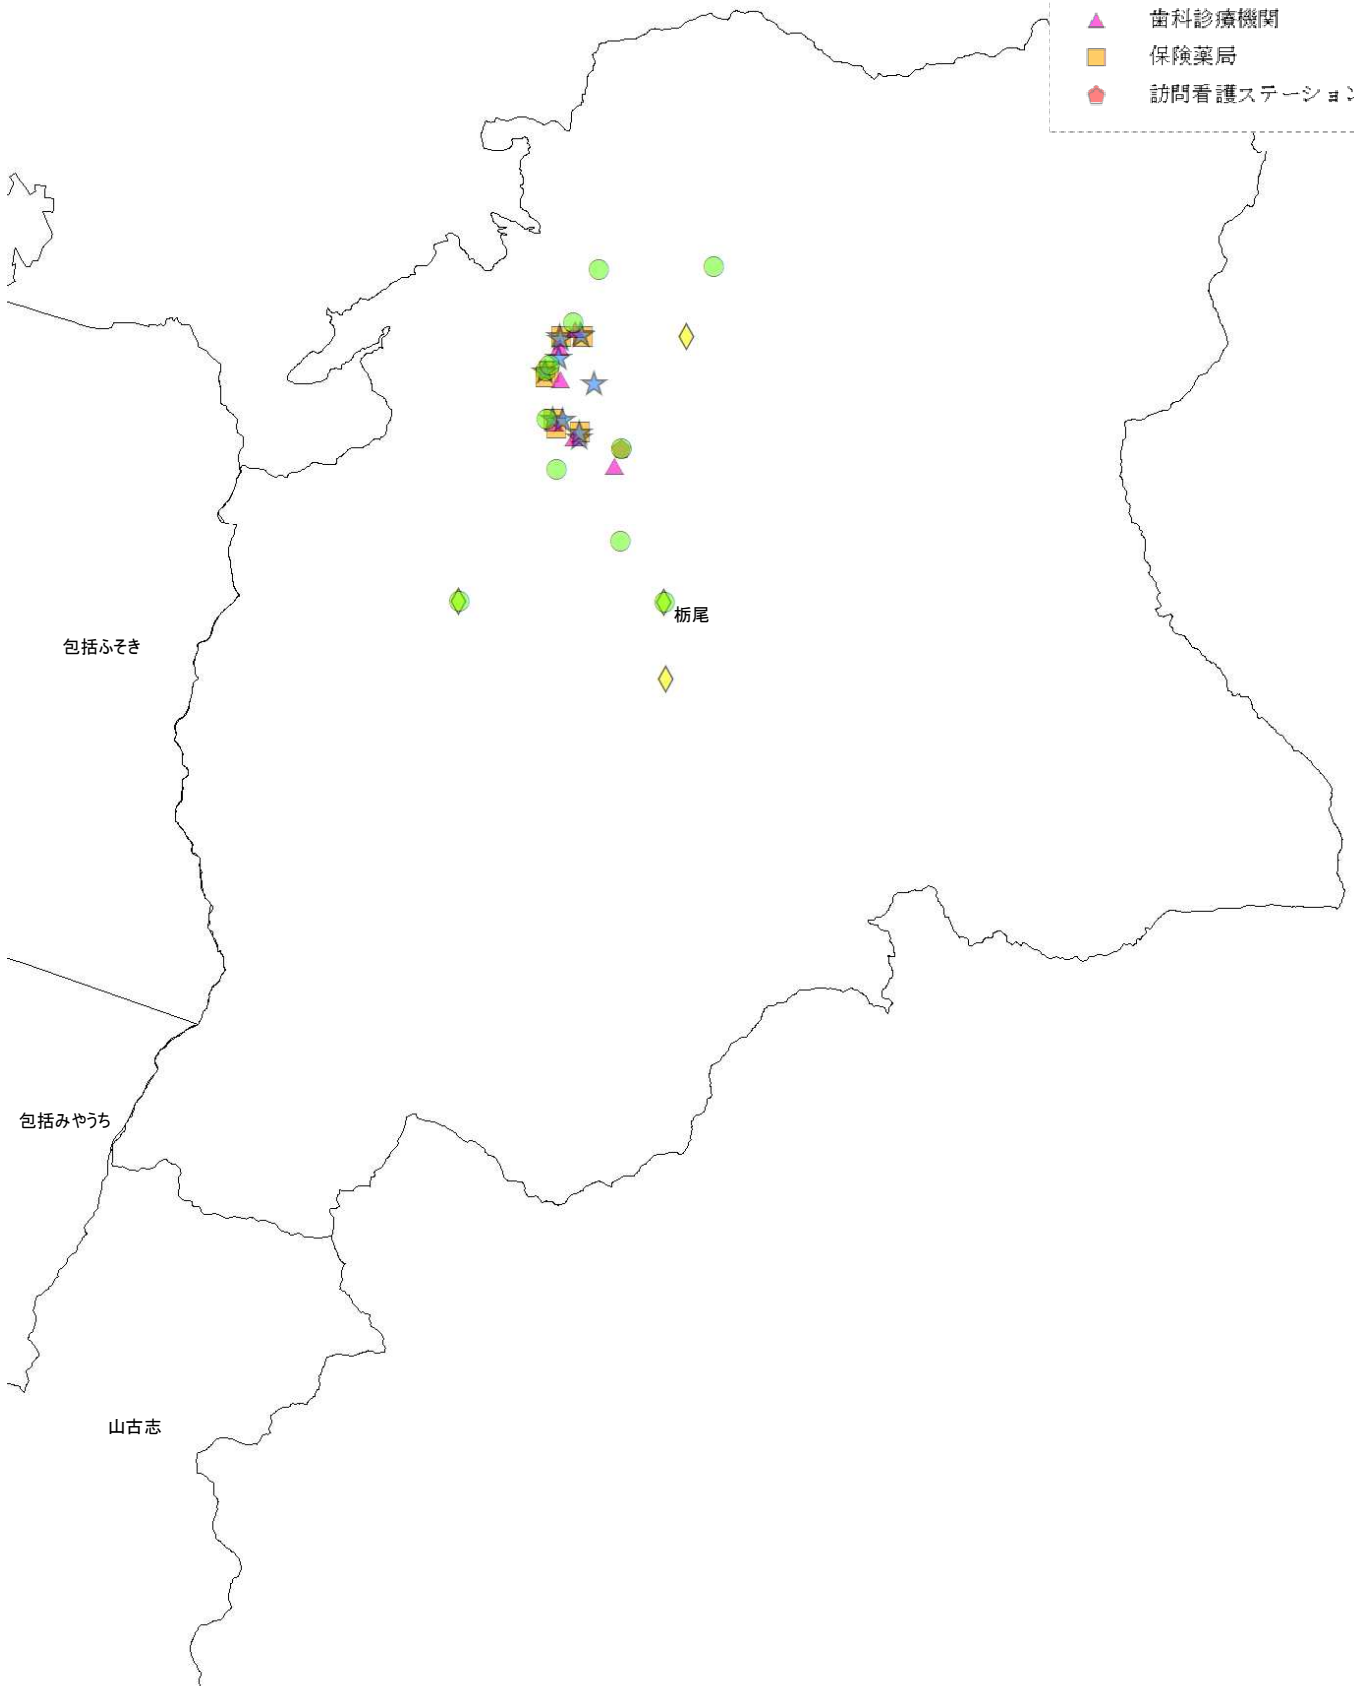 歯科診療機関
保険薬局
訪問看護ステーション
栃尾
包括ふそき
包括みやうち
山古志